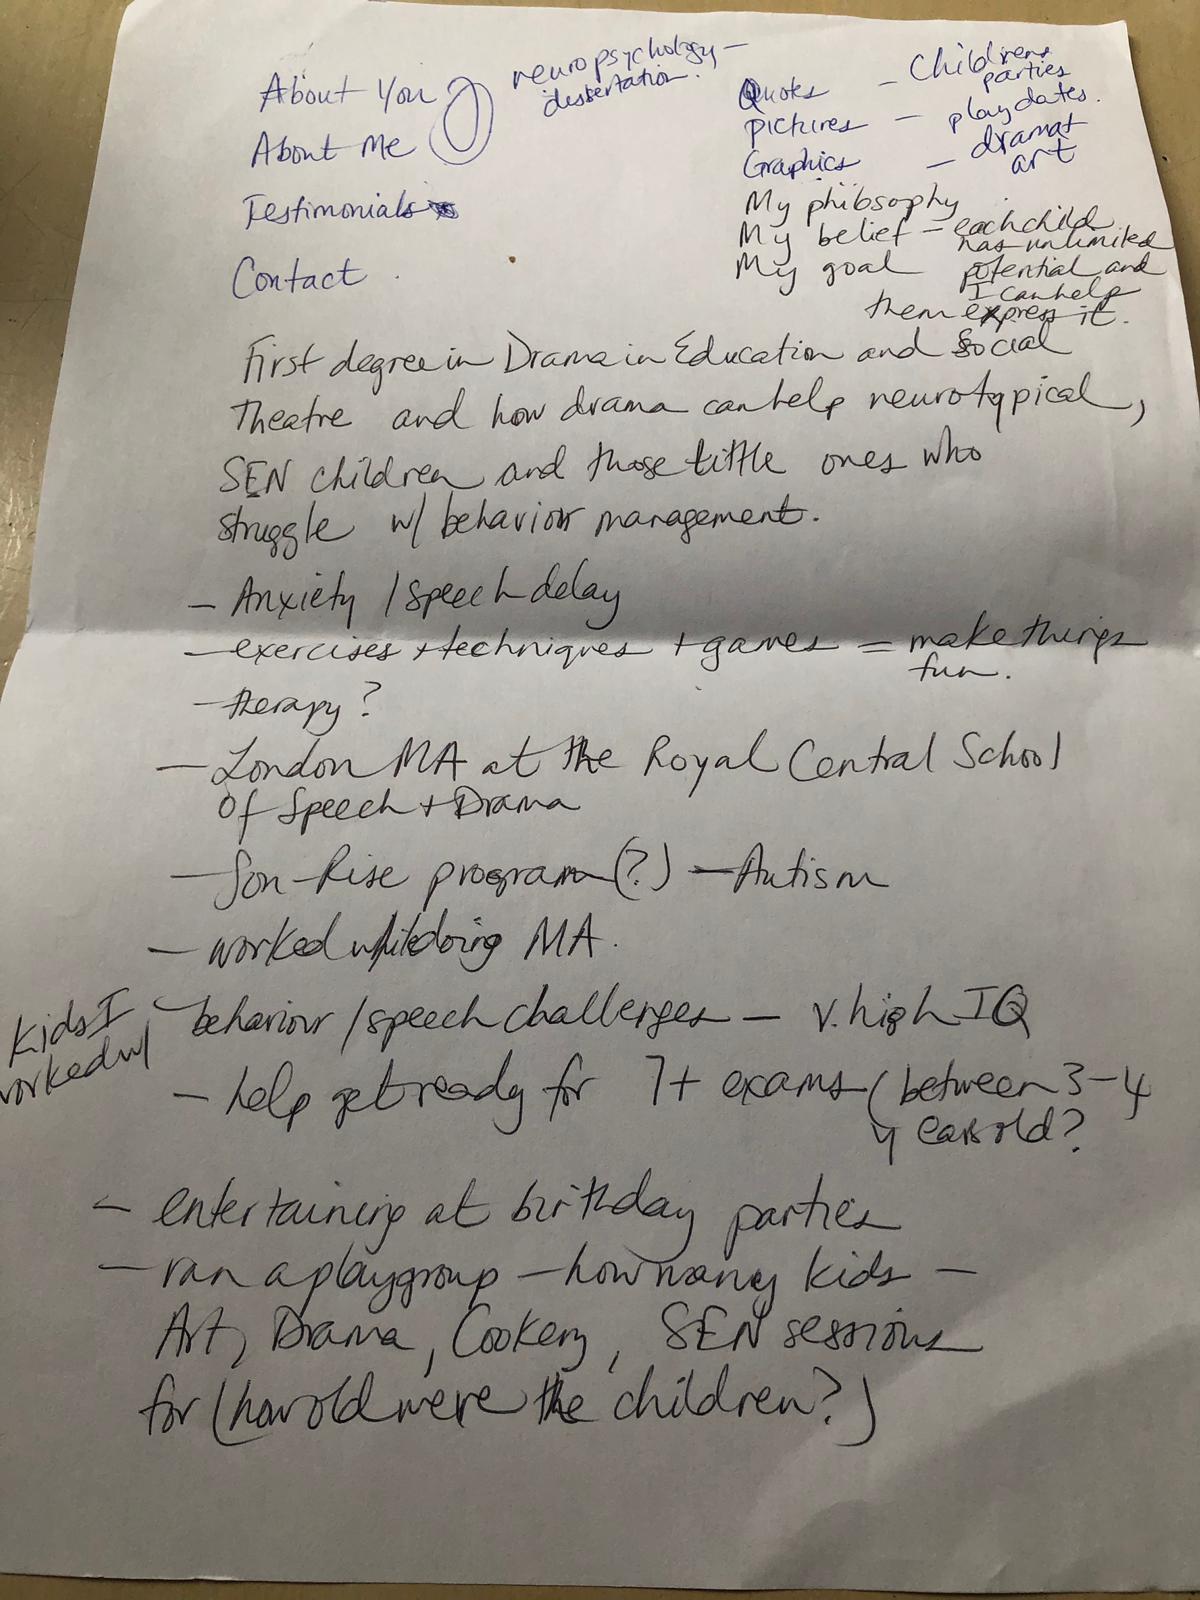 About You
About Me
Testimonials
Contact
neuropsychology –
dissertation.
Quotes – Childrens
parties
pictures – playdates.
Graphics – drama +
art
My philosophy
My belief – each child
has unlimited
My goal potential and
I can help
them express it.
First degree in Drama in Education and Social
Theatre and how drama can help neurotypical,
SEN children and those little ones who
struggle w/ behaviour management.
– Anxiety / speech delay
– exercises + techniques + games = make things
fun.
– therapy?
– London MA at the Royal Central School
of Speech + Drama
– Son-Rise program (?) – Autism
– worked while doing MA.
Kids I
worked w/
– behaviour / speech challenges – v. high IQ
– help get ready for 7+ exams (between 3-4
years old?
– entertaining at birthday parties
– ran a playgroup – how many kids –
Art, Drama, Cookery, SEN sessions
for (how old were the children?)